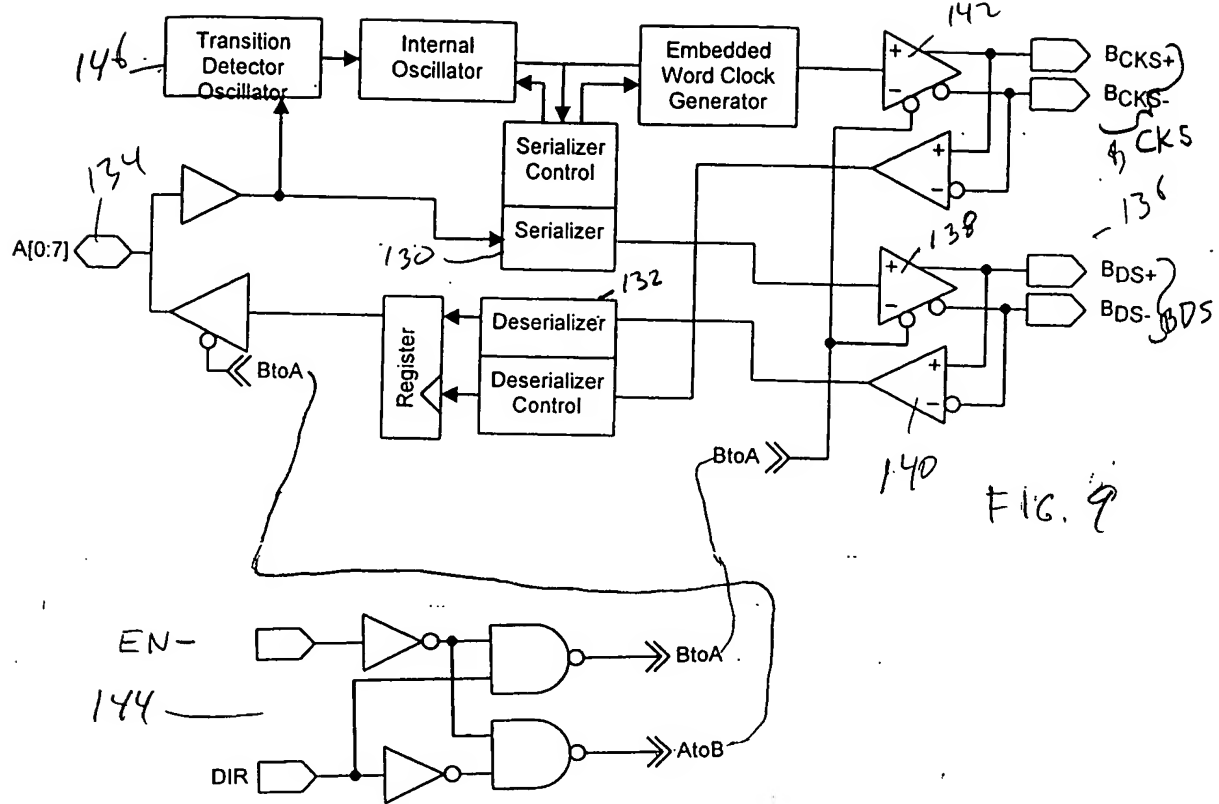 146
Transition
Detector
Oscillator
Internal
Oscillator
Embedded
Word Clock
Generator
142
+
−
BCKS+
BCKS-
CKS
134
A[0:7]
Serializer
Control
Serializer
130
+
−
138
+
−
136
BDS+
BDS-
BDS
132
Deserializer
Deserializer
Control
Register
BtoA
+
−
140
BtoA
FIG. 9
EN-
144
DIR
BtoA
AtoB